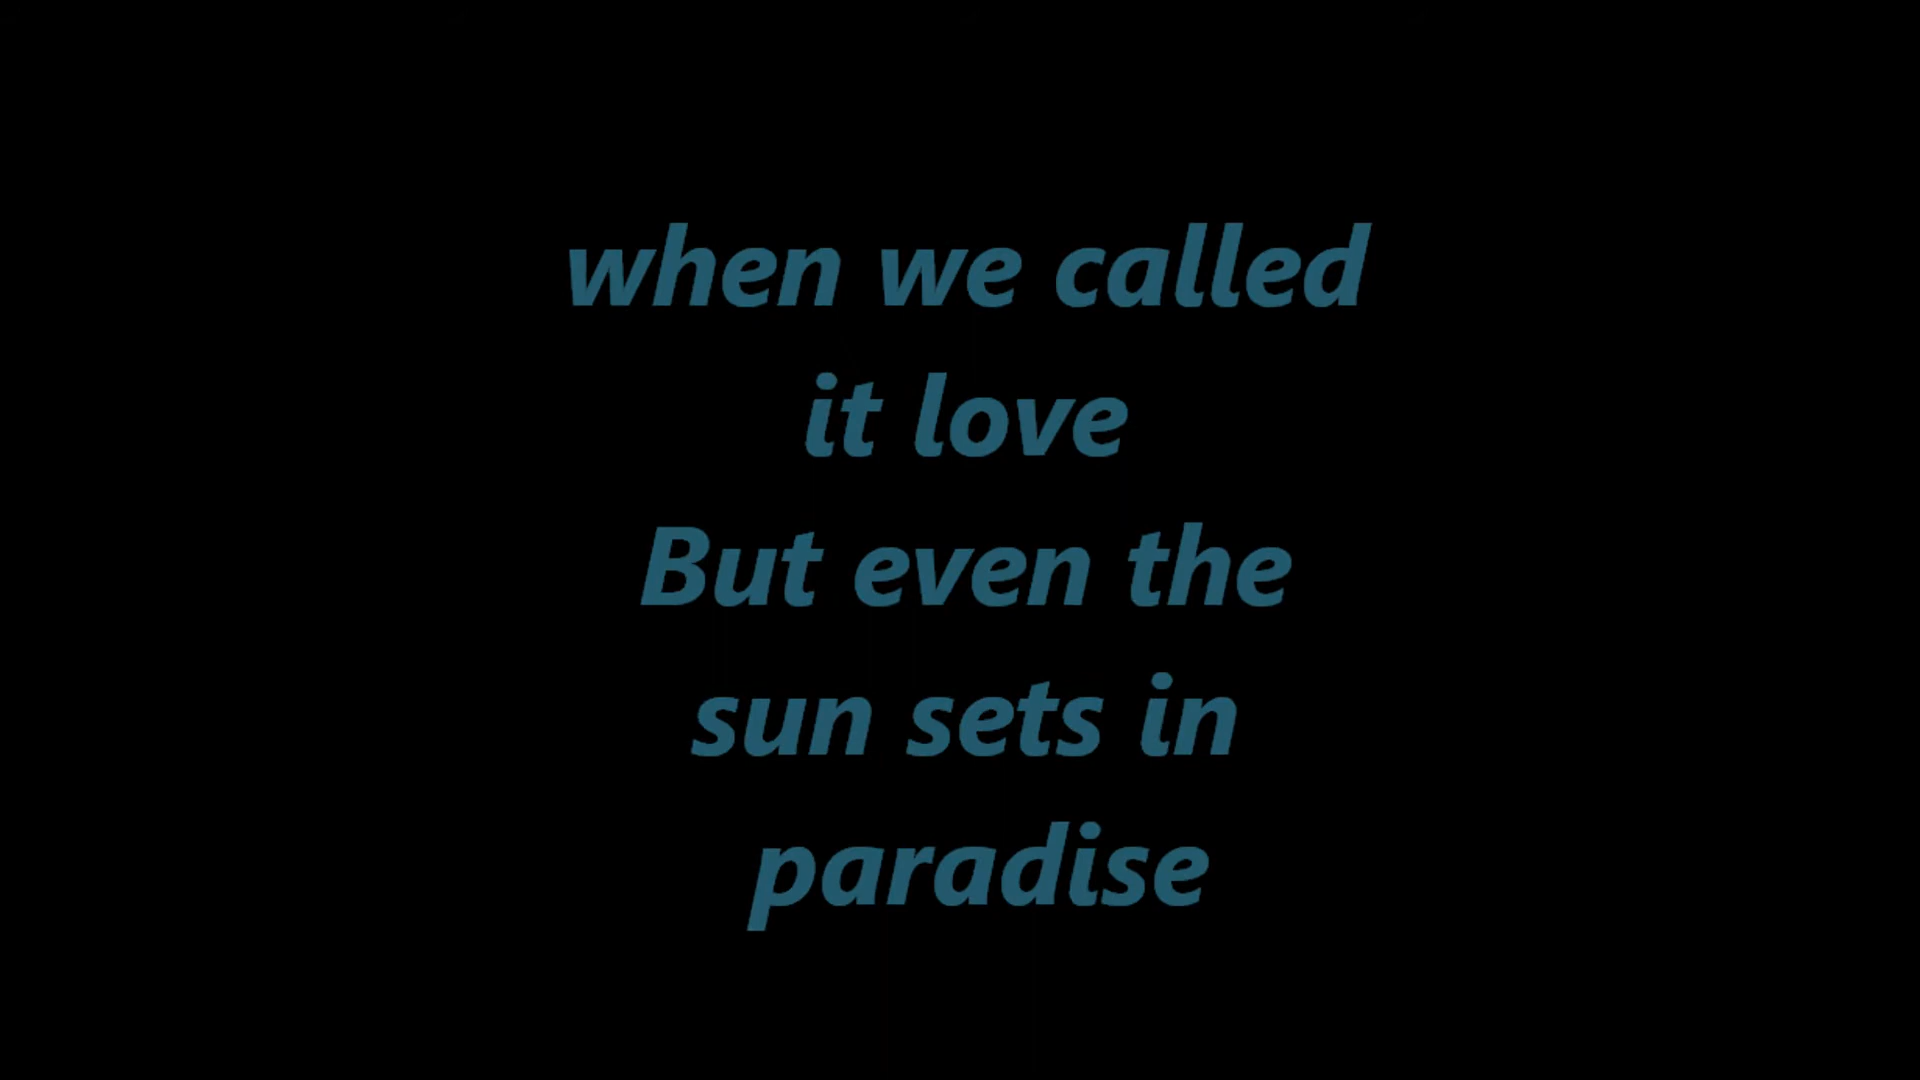 when we called
it love
But even the
sun sets in
paradise